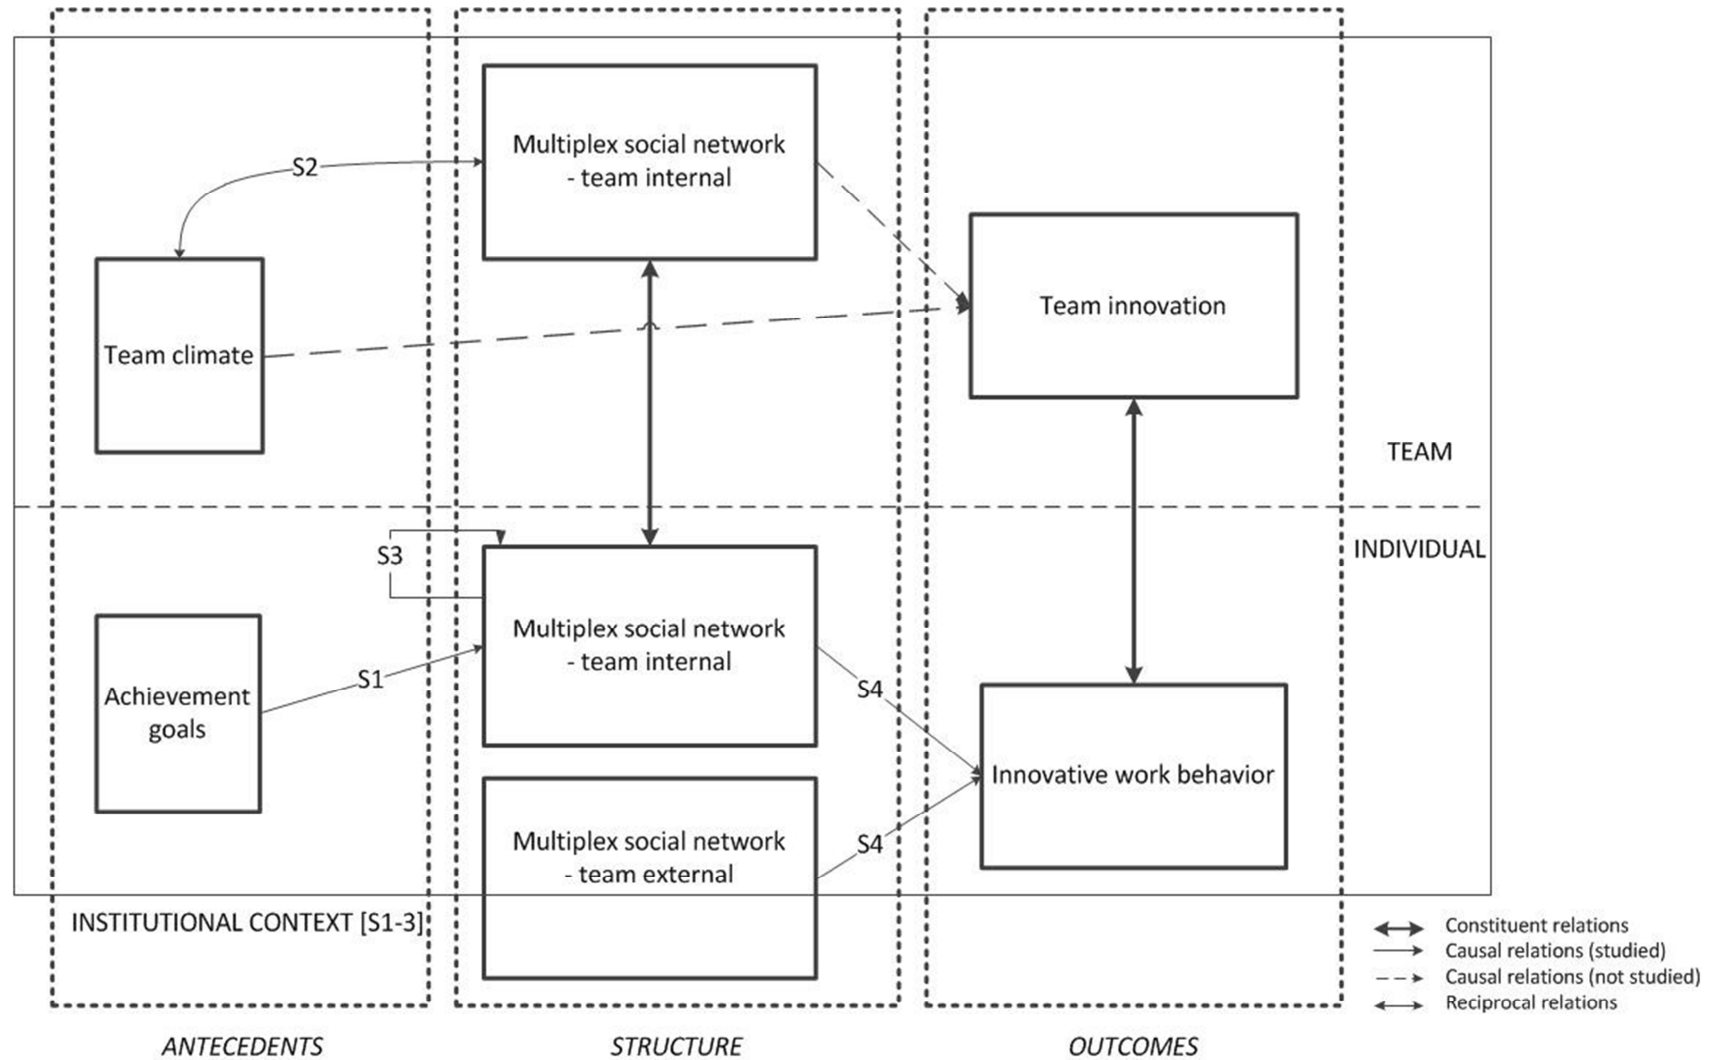 S2
Multiplex social network
- team internal
Team innovation
Team climate
TEAM
INDIVIDUAL
S3
Multiplex social network
- team internal
S1
S4
Achievement
goals
Innovative work behavior
Multiplex social network
- team external
S4
INSTITUTIONAL CONTEXT [S1-3]
Constituent relations
Causal relations (studied)
Causal relations (not studied)
Reciprocal relations
ANTECEDENTS
STRUCTURE
OUTCOMES